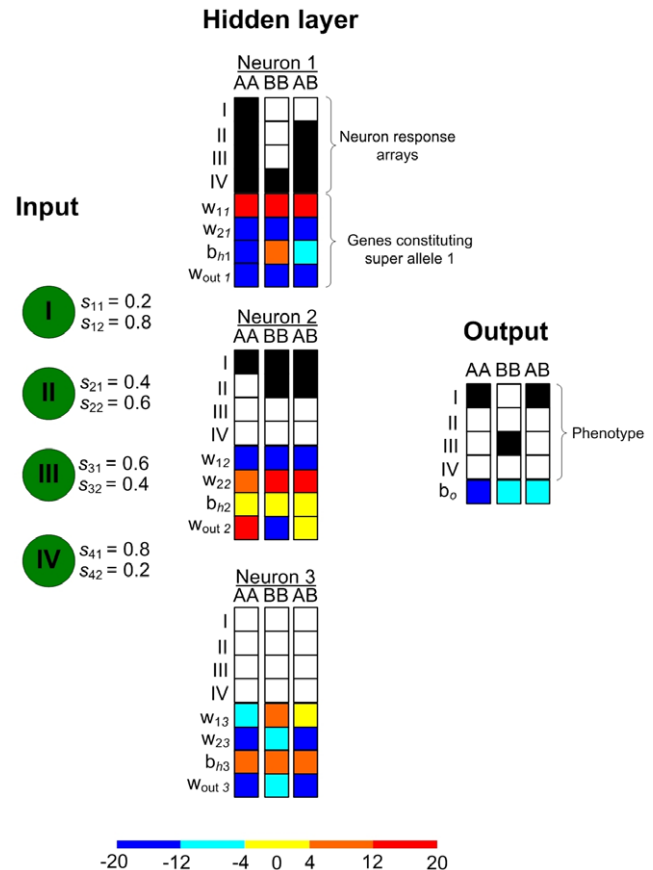 Hidden layer
Neuron 1
AA BB AB
I
II
III
IV
Neuron response
arrays
w11
w21
bh1
wout 1
Genes constituting
super allele 1
Input
I
s11 = 0.2
s12 = 0.8
II
s21 = 0.4
s22 = 0.6
III
s31 = 0.6
s32 = 0.4
IV
s41 = 0.8
s42 = 0.2
Neuron 2
AA BB AB
I
II
III
IV
w12
w22
bh2
wout 2
Output
AA BB AB
I
II
III
IV
bo
Phenotype
Neuron 3
AA BB AB
I
II
III
IV
w13
w23
bh3
wout 3
-20 -12 -4 0 4 12 20